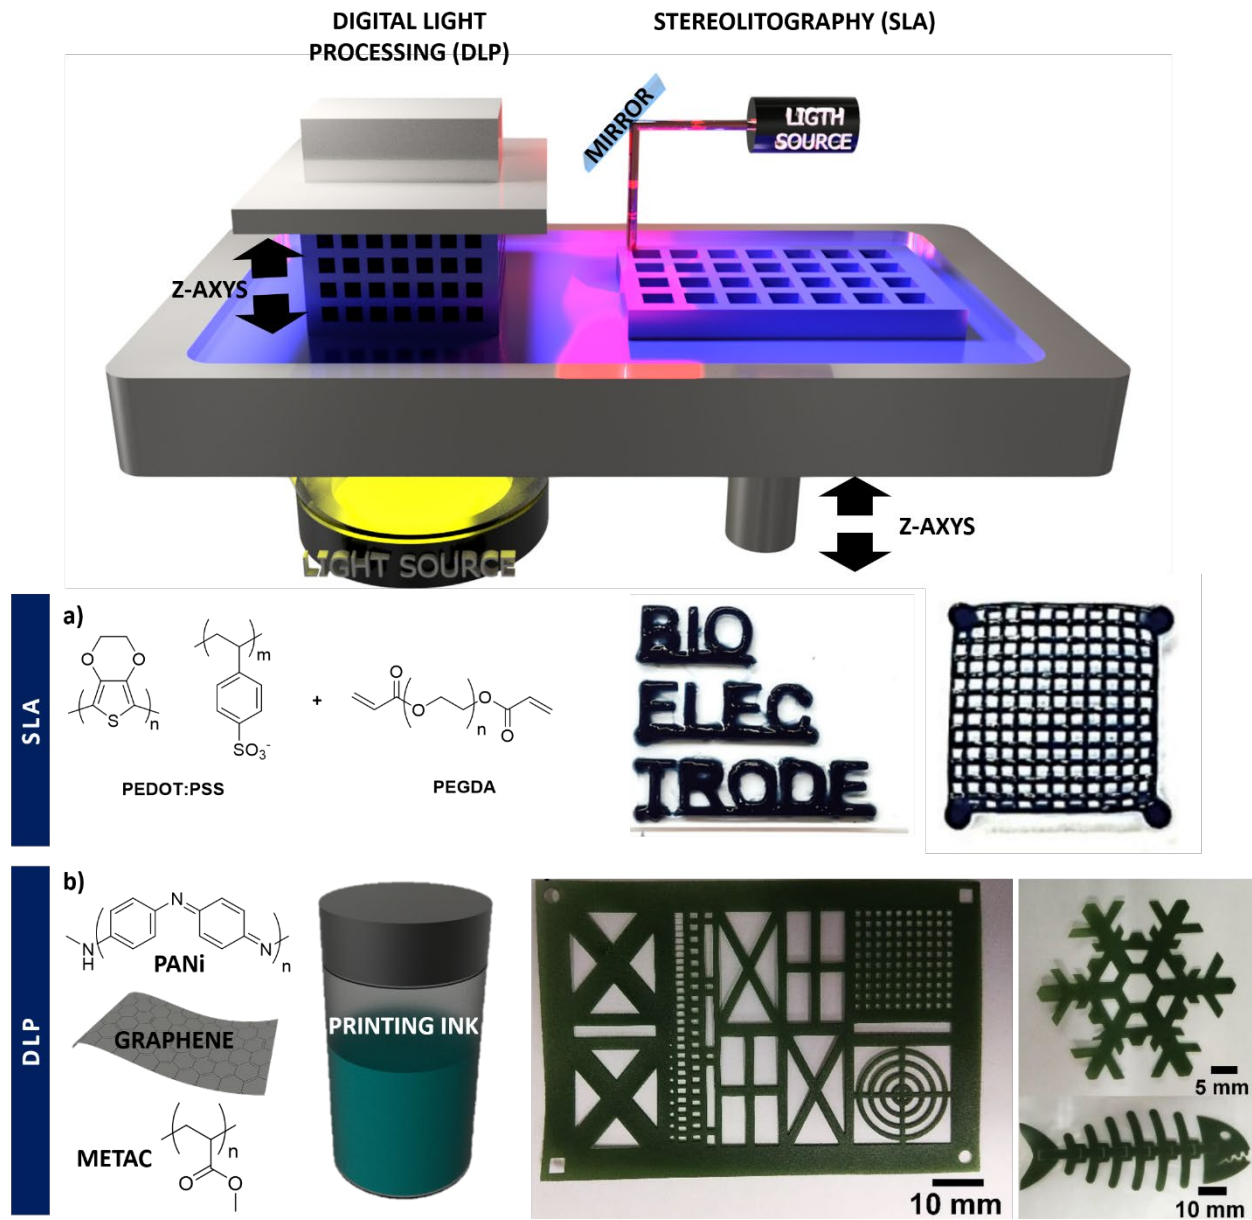 DIGITAL LIGHT
PROCESSING (DLP)
STEREOLITOGRAPHY (SLA)
MIRROR
LIGTH
SOURCE
Z-AXYS
Z-AXYS
LIGHT SOURCE
SLA
a)
O
O
S
n
m
SO3-
PEDOT:PSS
+
O
O
n
O
O
PEGDA
BIO
ELEC
TRODE
DLP
b)
N
H
N
N
n
PANi
GRAPHENE
METAC
n
O
O
PRINTING INK
10 mm
5 mm
10 mm